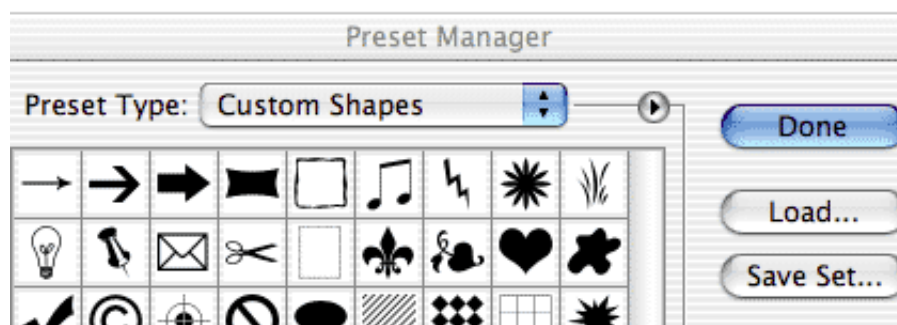 Preset Manager
Preset Type: Custom Shapes
Done
Load...
Save Set...